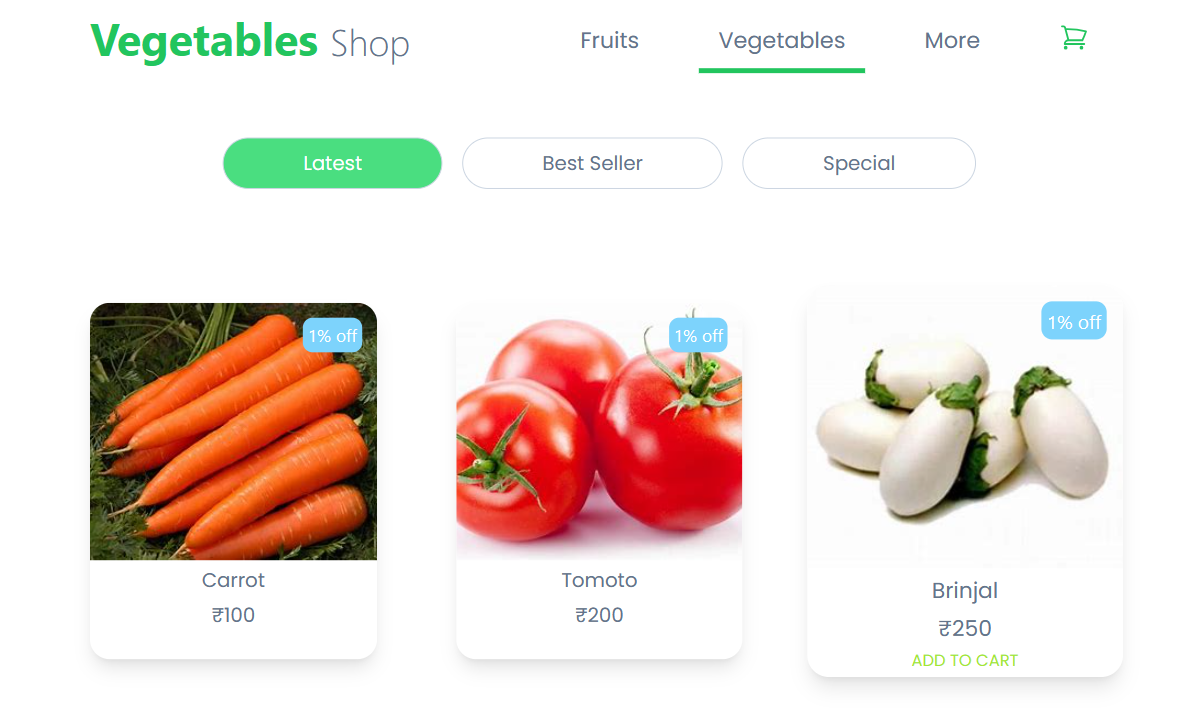 Vegetables Shop
Fruits
Vegetables
More
Latest
Best Seller
Special
1% off
Carrot
₹100
1% off
Tomoto
₹200
1% off
Brinjal
₹250
ADD TO CART